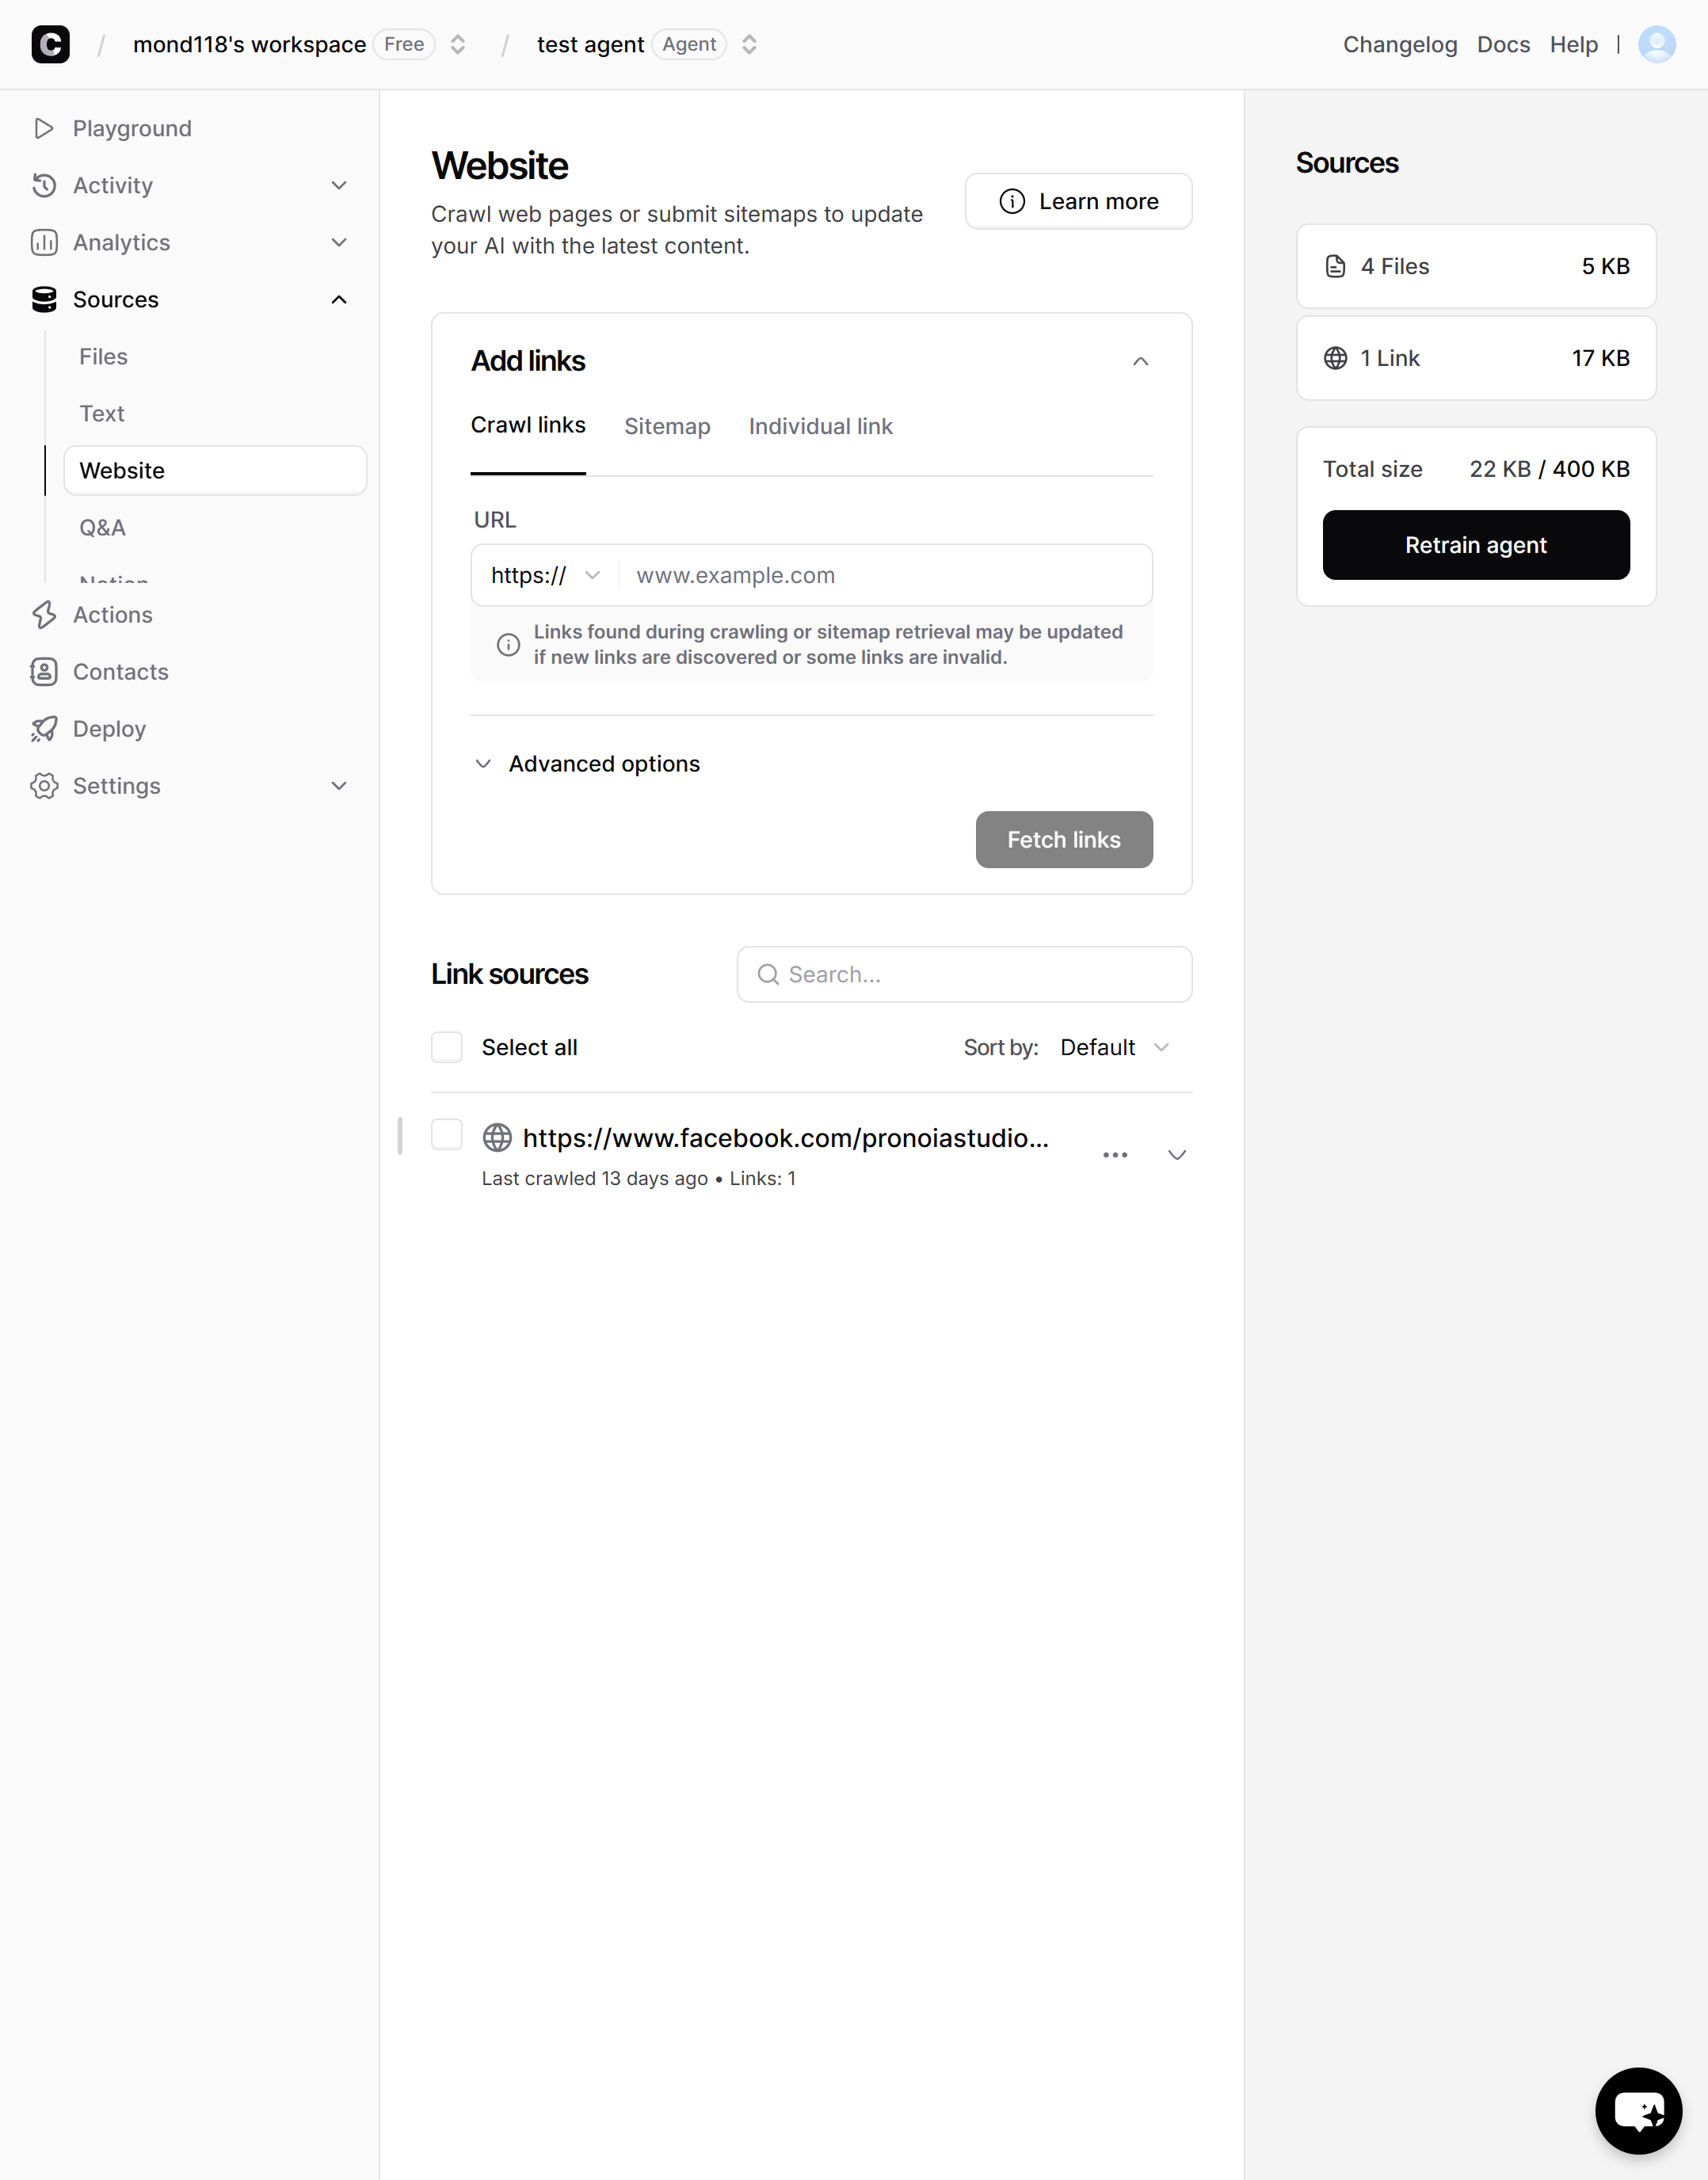 C / mond118's workspace Free / test agent Agent Changelog Docs Help |
Playground
Activity
Analytics
Sources
Files
Text
Website
Q&A
Notion
Actions
Contacts
Deploy
Settings
Website
Crawl web pages or submit sitemaps to update
your AI with the latest content.
Learn more
Add links
Crawl links Sitemap Individual link
URL
https:// www.example.com
Links found during crawling or sitemap retrieval may be updated
if new links are discovered or some links are invalid.
Advanced options
Fetch links
Link sources Search...
Select all Sort by: Default
https://www.facebook.com/pronoiastudio...
Last crawled 13 days ago • Links: 1
Sources
4 Files 5 KB
1 Link 17 KB
Total size 22 KB / 400 KB
Retrain agent